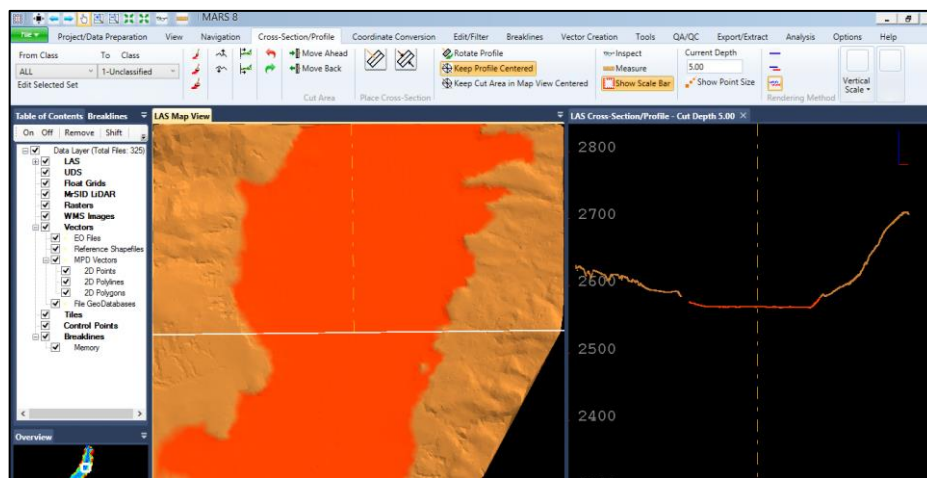 MARS 8
File
Project/Data Preparation View Navigation Cross-Section/Profile Coordinate Conversion Edit/Filter Breaklines Vector Creation Tools QA/QC Export/Extract Analysis Options Help
From Class To Class
ALL 1-Unclassified
Edit Selected Set
Move Ahead
Move Back
Cut Area
Place Cross-Section
Rotate Profile
Keep Profile Centered
Keep Cut Area in Map View Centered
Inspect
Measure
Show Scale Bar
Current Depth
5.00
Show Point Size
Rendering Method
Vertical
Scale
Table of Contents Breaklines
On Off Remove Shift
Data Layer (Total Files: 325)
LAS
UDS
Float Grids
MrSID LiDAR
Rasters
WMS Images
Vectors
EO Files
Reference Shapefiles
MPD Vectors
2D Points
2D Polylines
2D Polygons
File GeoDatabases
Tiles
Control Points
Breaklines
Memory
Overview
LAS Map View
LAS Cross-Section/Profile - Cut Depth 5.00
2800
2700
2600
2500
2400